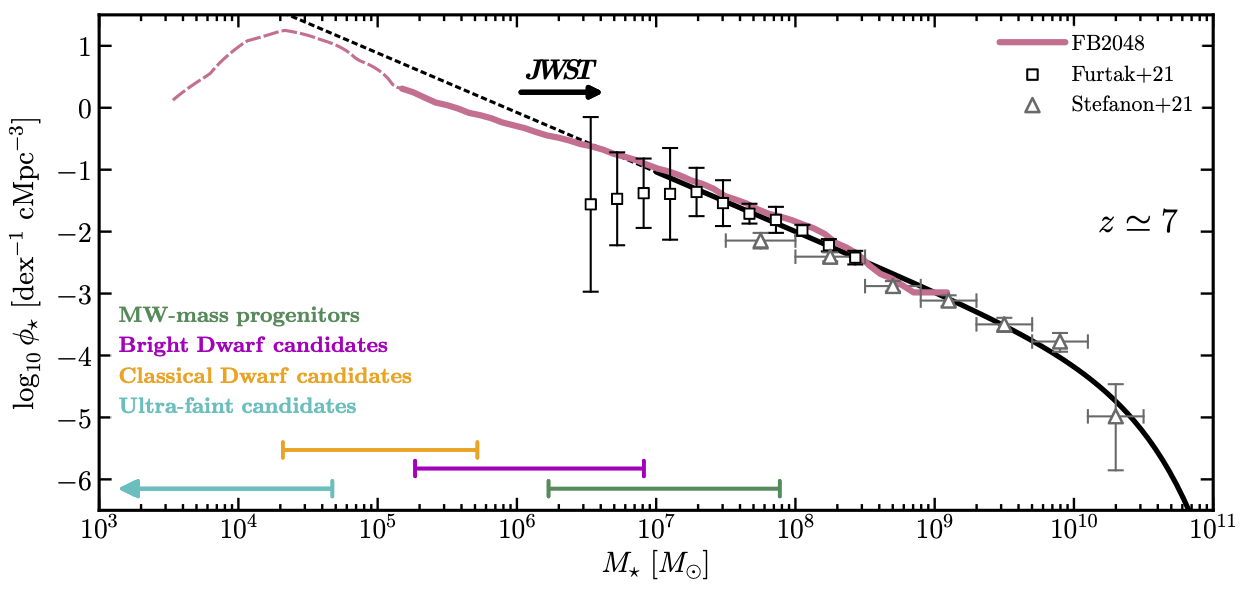 1
0
−1
−2
−3
−4
−5
−6
log₁₀ ϕ⋆ [dex⁻¹ cMpc⁻³]
JWST
FB2048
Furtak+21
Stefanon+21
z ≃ 7
MW-mass progenitors
Bright Dwarf candidates
Classical Dwarf candidates
Ultra-faint candidates
10³ 10⁴ 10⁵ 10⁶ 10⁷ 10⁸ 10⁹ 10¹⁰ 10¹¹
M⋆ [M⊙]